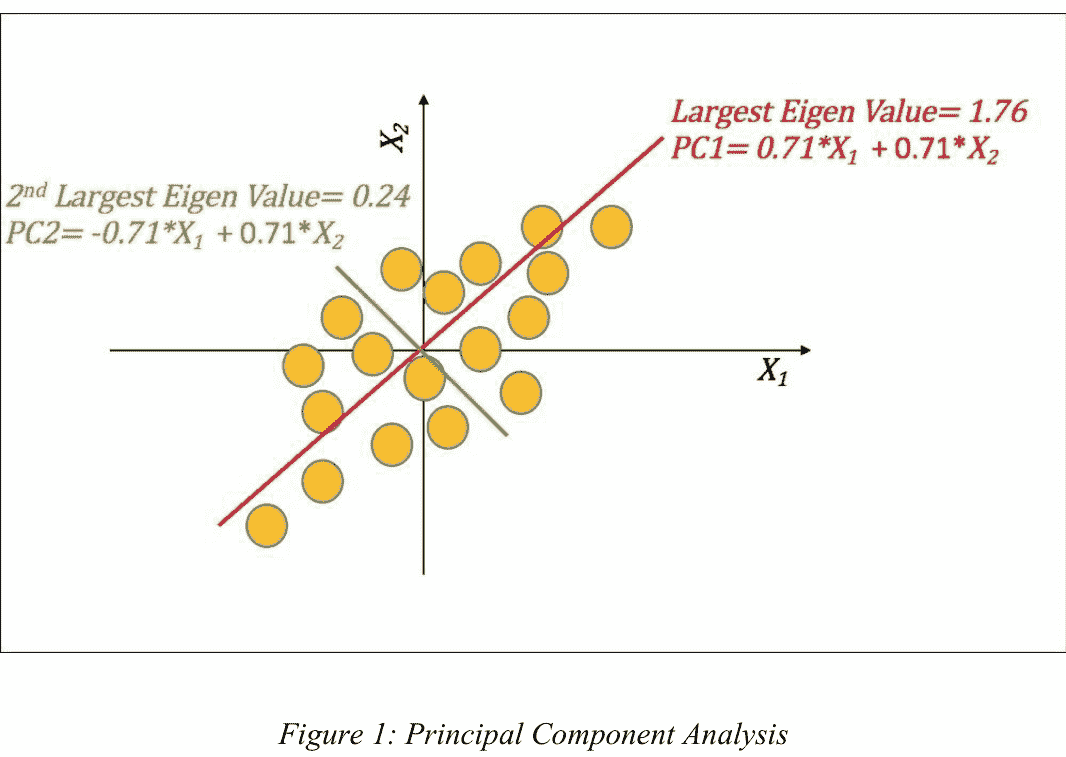 Largest Eigen Value= 1.76
PC1= 0.71*X₁ + 0.71*X₂
X₂
2ⁿᵈ Largest Eigen Value= 0.24
PC2= -0.71*X₁ + 0.71*X₂
X₁
Figure 1: Principal Component Analysis